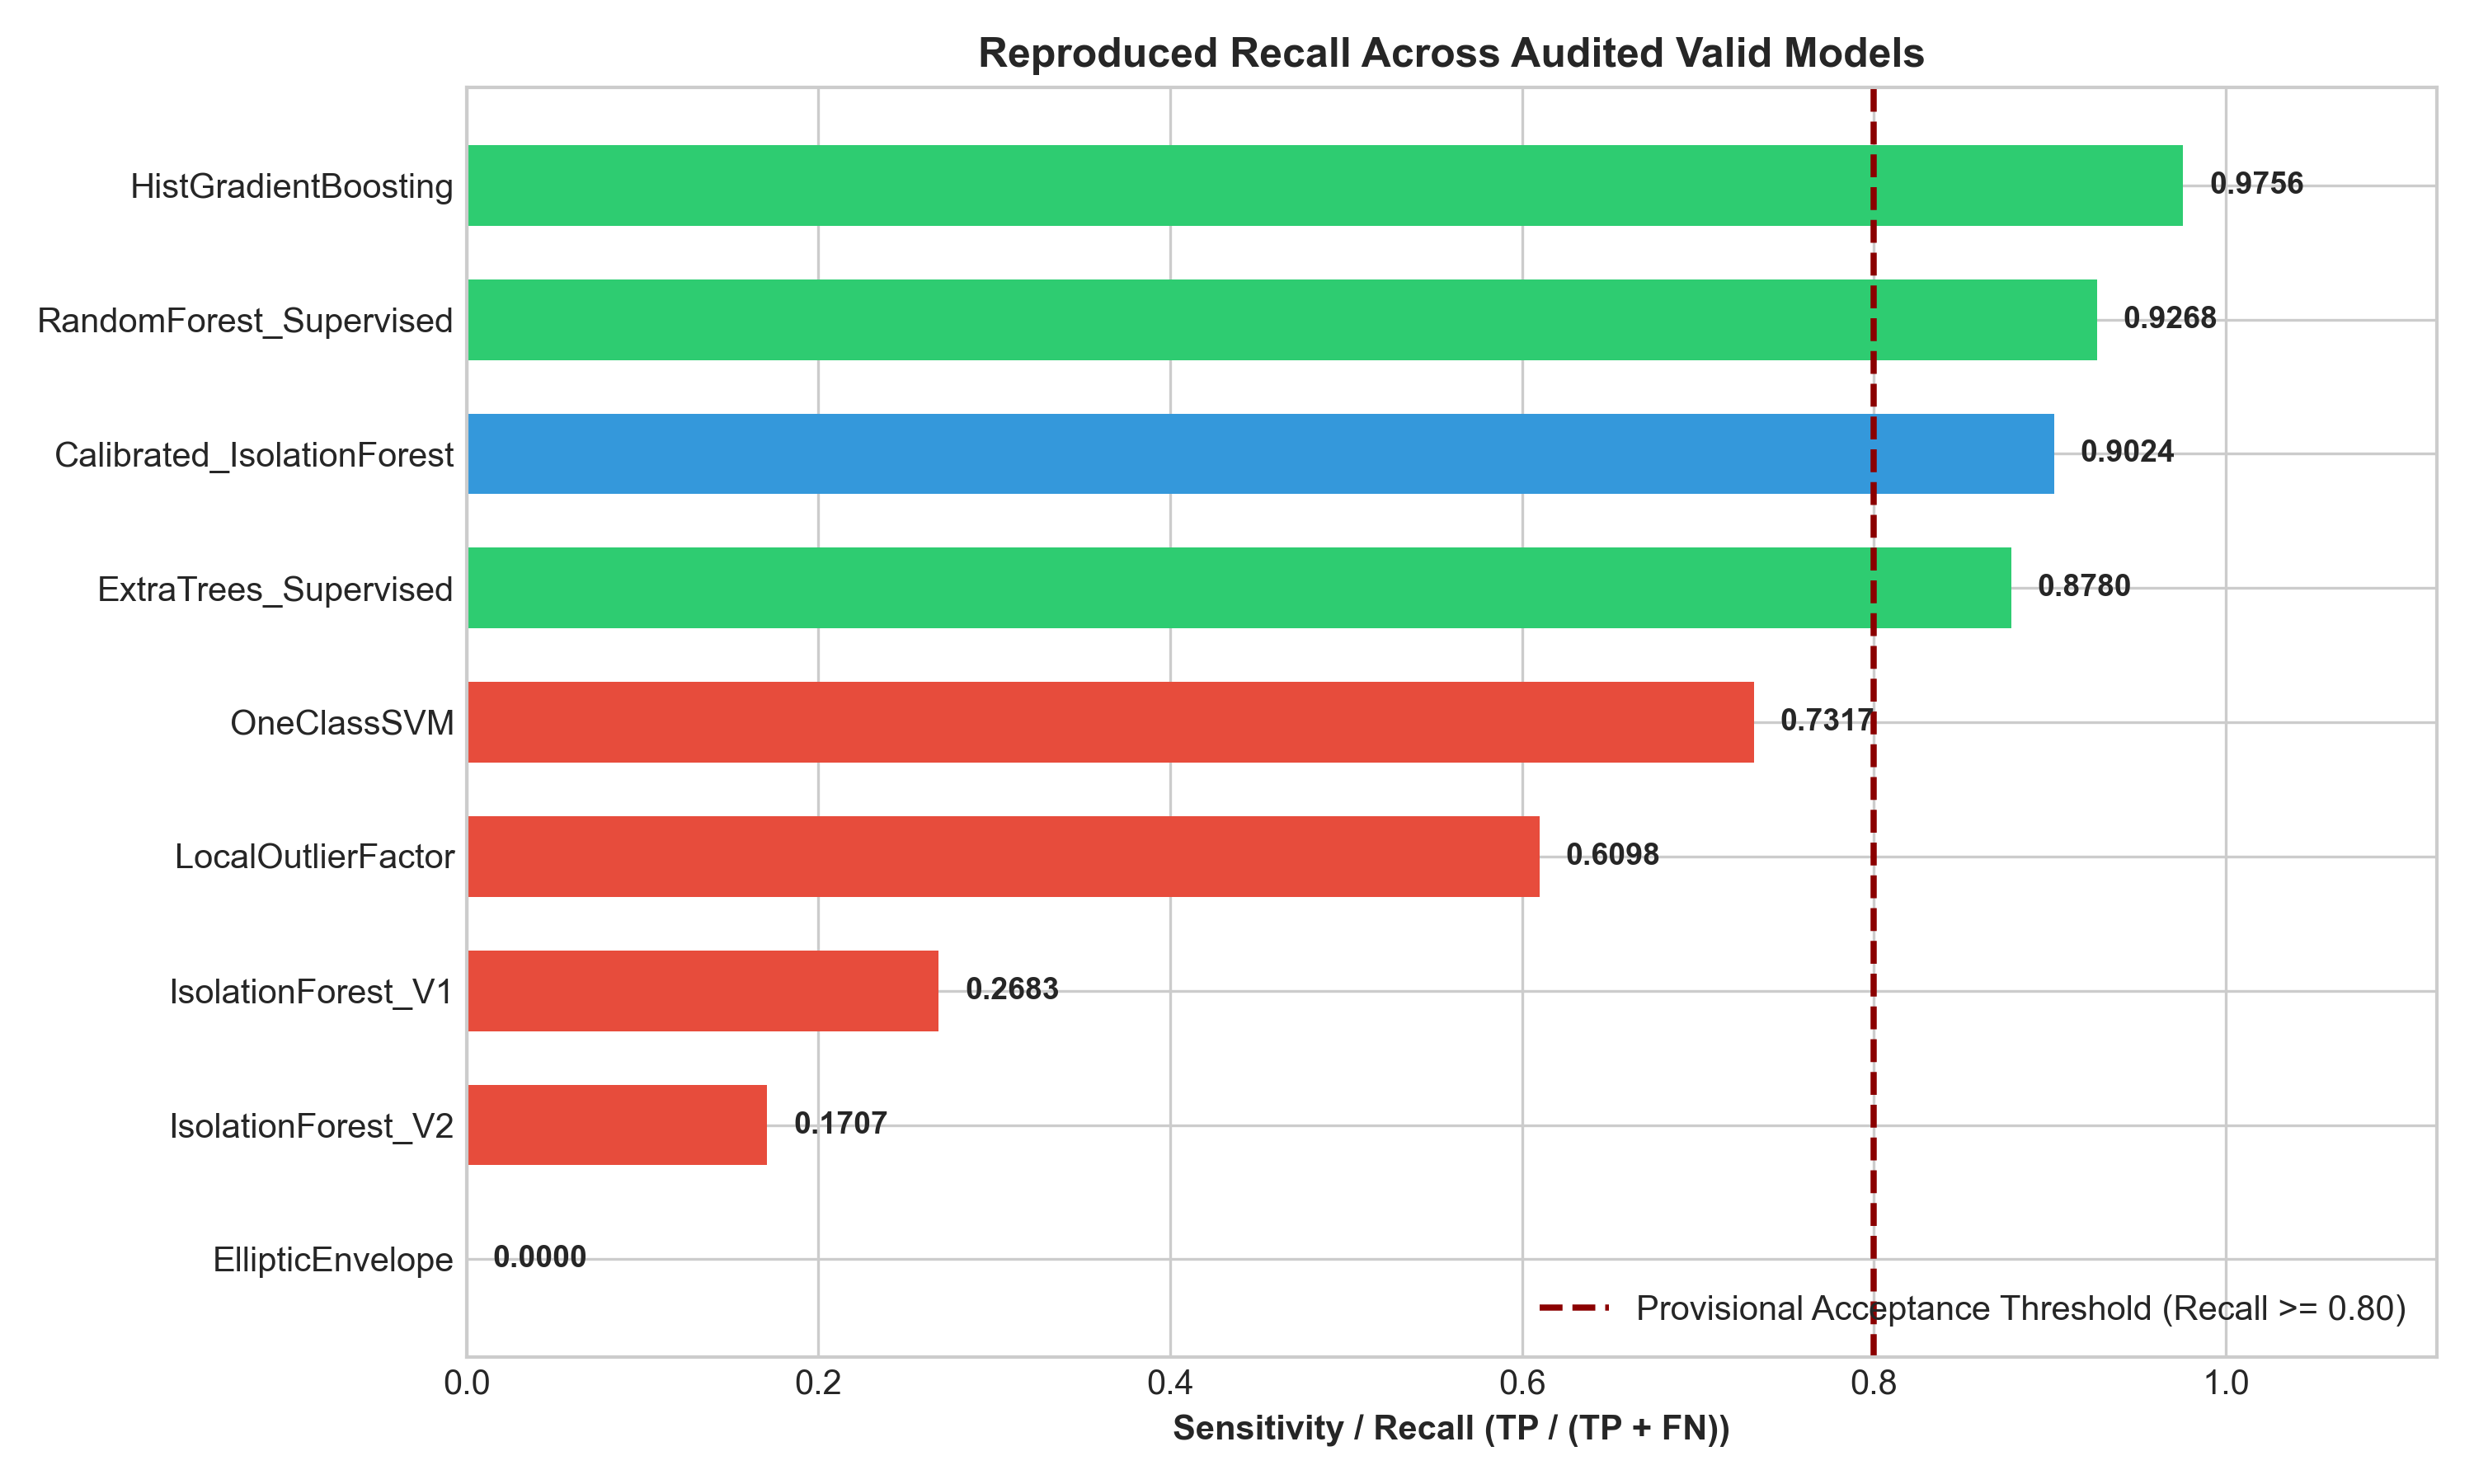 Reproduced Recall Across Audited Valid Models
HistGradientBoosting
0.9756
RandomForest_Supervised
0.9268
Calibrated_IsolationForest
0.9024
ExtraTrees_Supervised
0.8780
OneClassSVM
0.7317
LocalOutlierFactor
0.6098
IsolationForest_V1
0.2683
IsolationForest_V2
0.1707
EllipticEnvelope
0.0000
Provisional Acceptance Threshold (Recall >= 0.80)
0.0 0.2 0.4 0.6 0.8 1.0
Sensitivity / Recall (TP / (TP + FN))